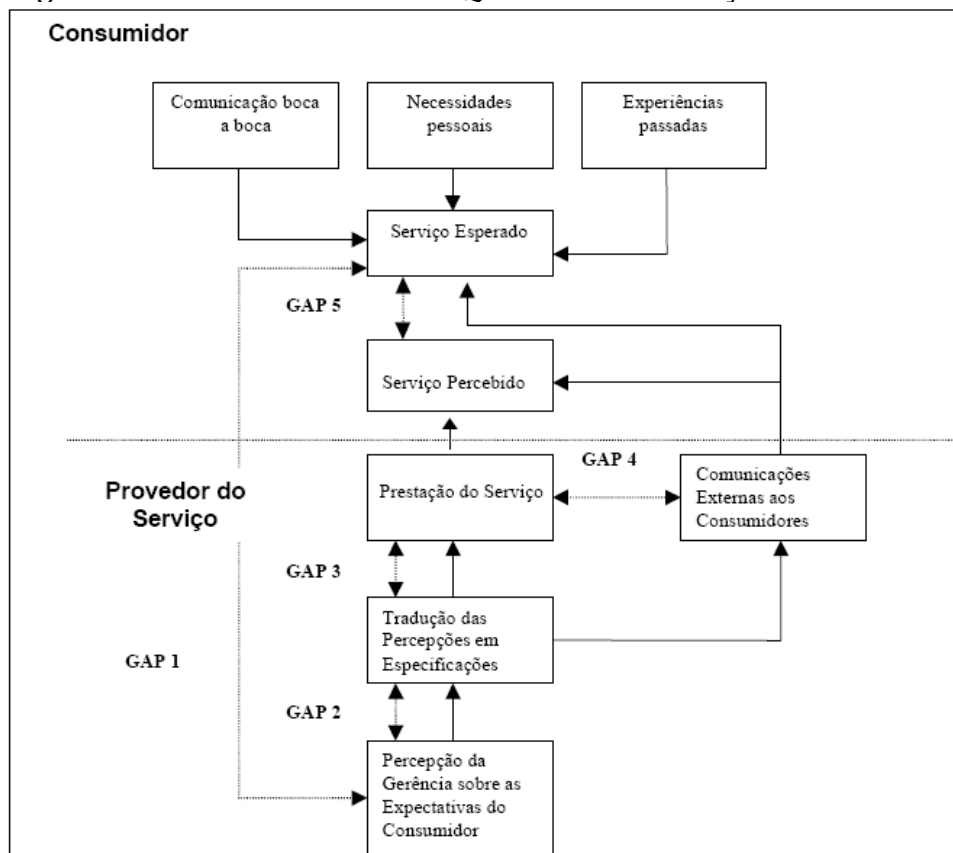 Consumidor
Comunicação boca
a boca
Necessidades
pessoais
Experiências
passadas
Serviço Esperado
GAP 5
Serviço Percebido
GAP 4
Provedor do
Serviço
Prestação do Serviço
Comunicações
Externas aos
Consumidores
GAP 3
Tradução das
Percepções em
Especificações
GAP 1
GAP 2
Percepção da
Gerência sobre as
Expectativas do
Consumidor